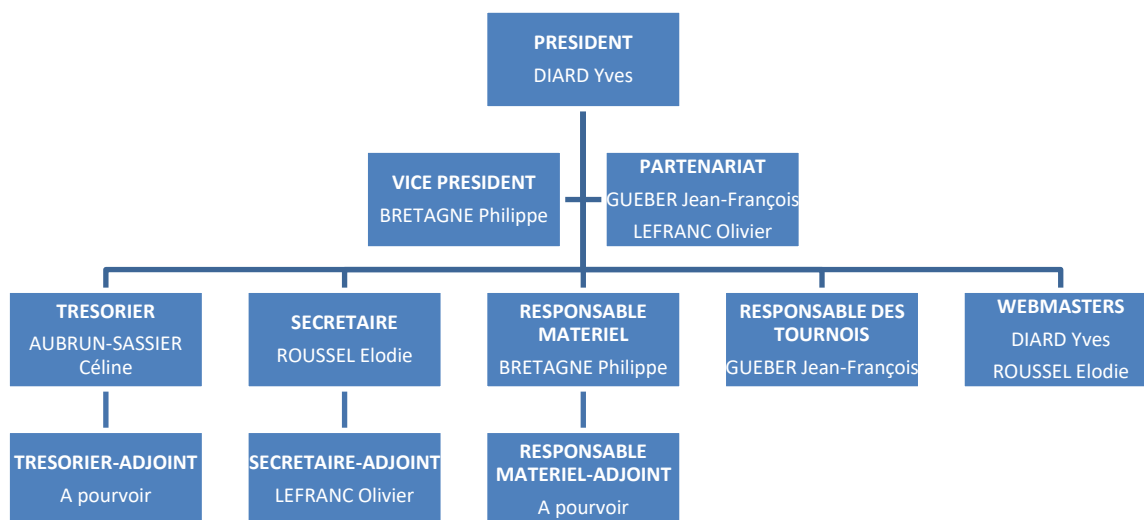 PRESIDENT
DIARD Yves
VICE PRESIDENT
BRETAGNE Philippe
PARTENARIAT
GUEBER Jean-François
LEFRANC Olivier
TRESORIER
AUBRUN-SASSIER
Céline
SECRETAIRE
ROUSSEL Elodie
RESPONSABLE
MATERIEL
BRETAGNE Philippe
RESPONSABLE DES
TOURNOIS
GUEBER Jean-François
WEBMASTERS
DIARD Yves
ROUSSEL Elodie
TRESORIER-ADJOINT
A pourvoir
SECRETAIRE-ADJOINT
LEFRANC Olivier
RESPONSABLE
MATERIEL-ADJOINT
A pourvoir